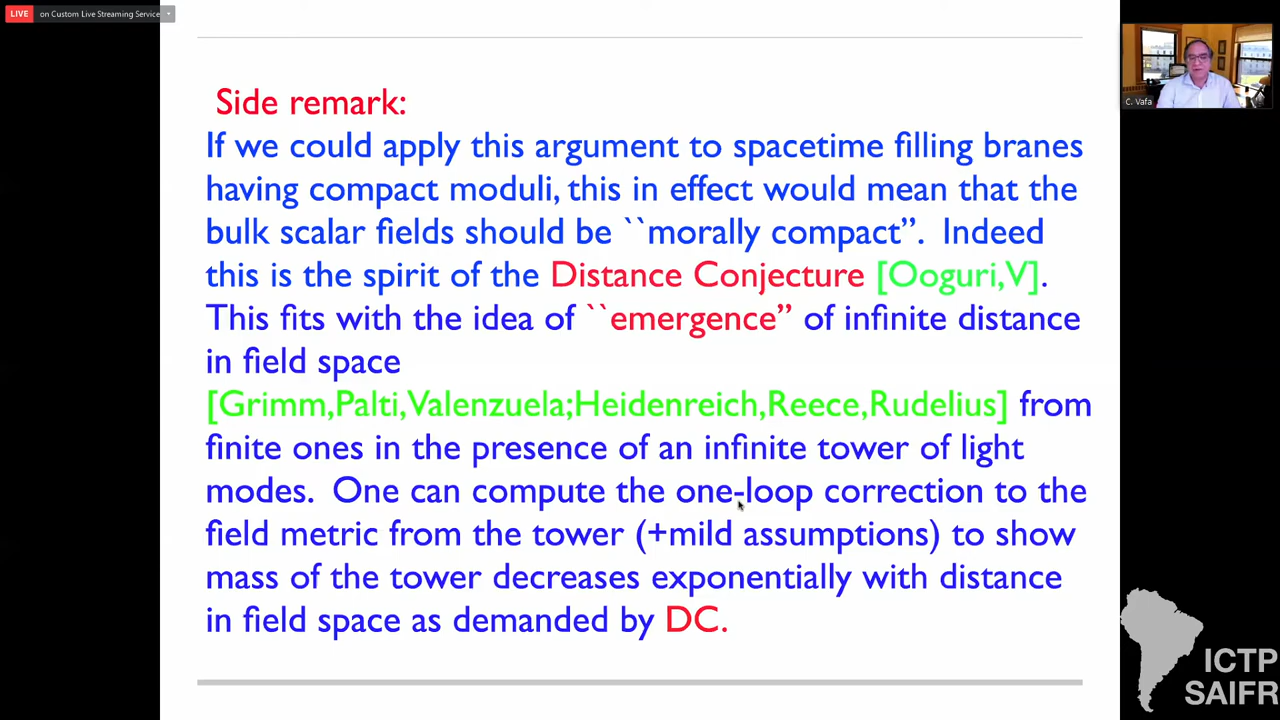 LIVE on Custom Live Streaming Service
C. Vafa
Side remark:
If we could apply this argument to spacetime filling branes
having compact moduli, this in effect would mean that the
bulk scalar fields should be ``morally compact”.  Indeed
this is the spirit of the Distance Conjecture [Ooguri,V].
This fits with the idea of ``emergence” of infinite distance
in field space
[Grimm,Palti,Valenzuela;Heidenreich,Reece,Rudelius] from
finite ones in the presence of an infinite tower of light
modes.  One can compute the one-loop correction to the
field metric from the tower (+mild assumptions) to show
mass of the tower decreases exponentially with distance
in field space as demanded by DC.
ICTP
SAIFR